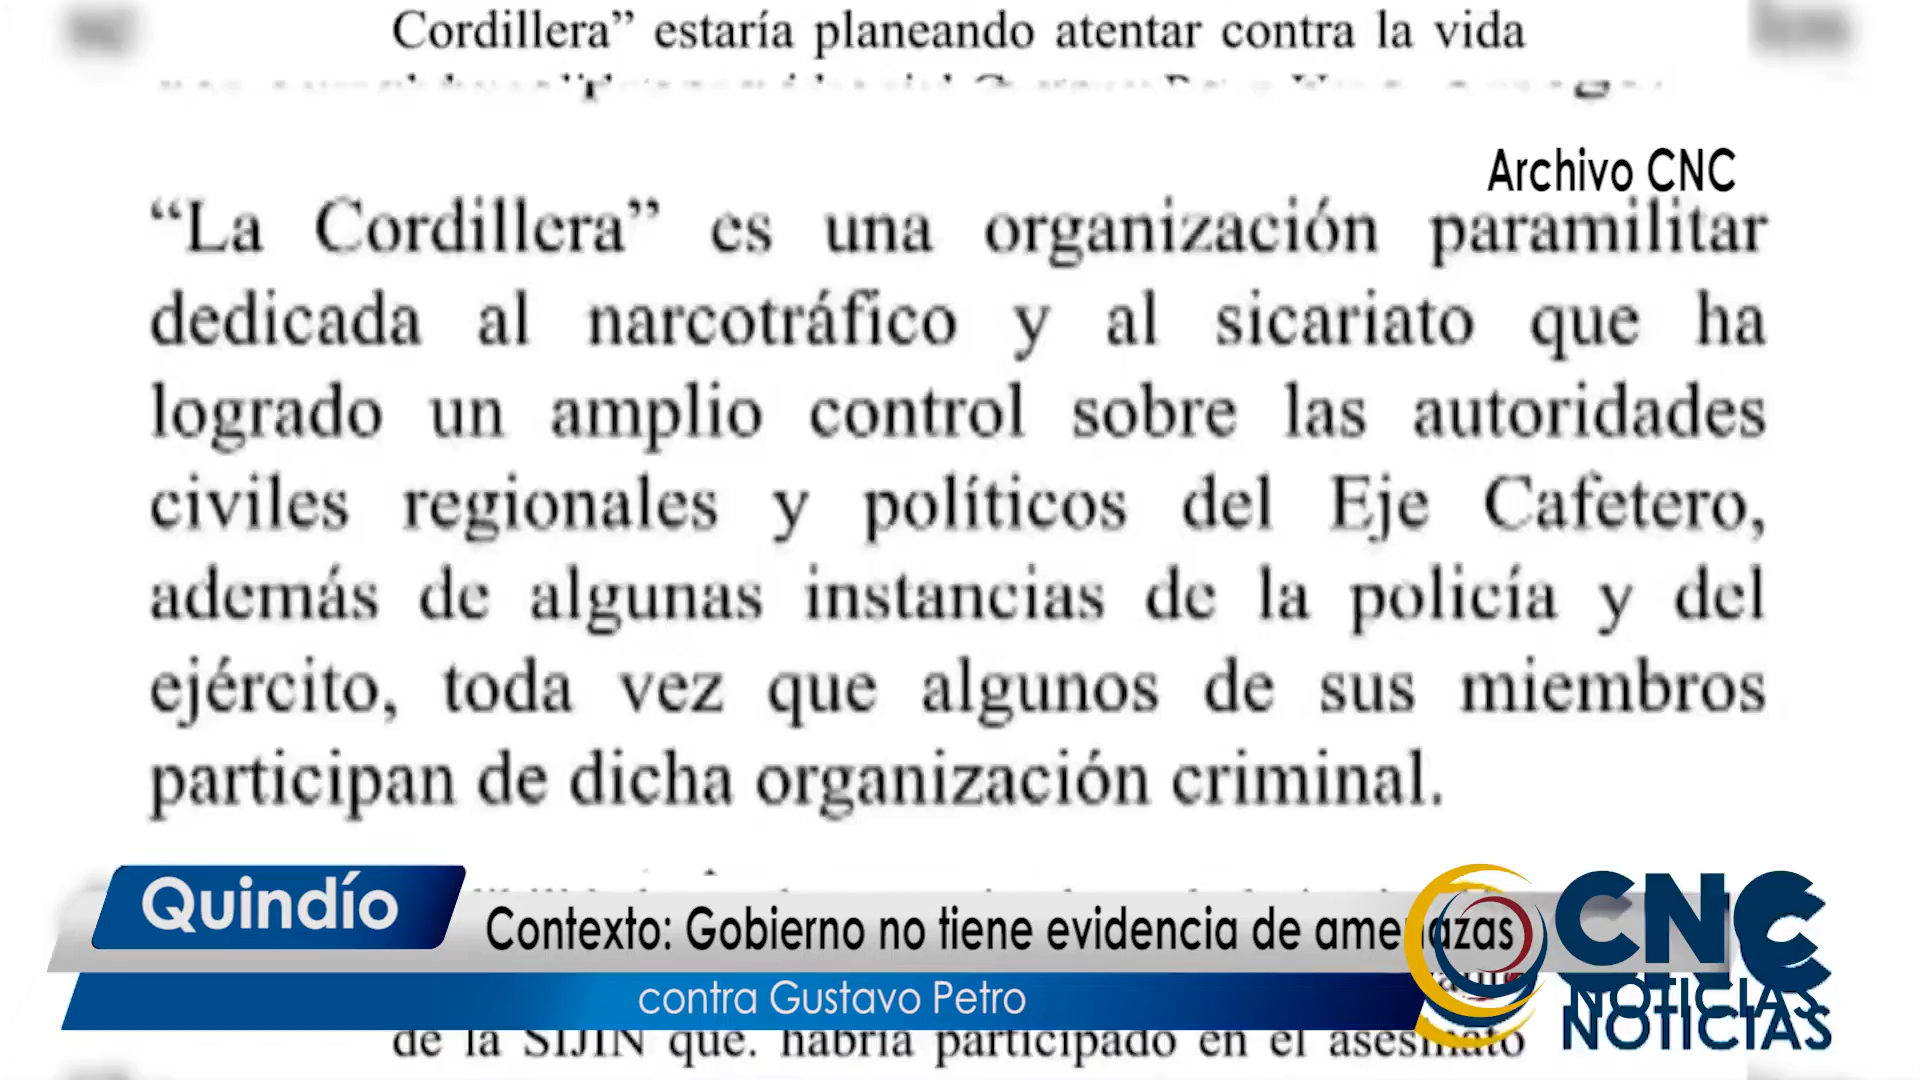 Cordillera” estaría planeando atentar contra la vida
Archivo CNC
“La Cordillera” es una organización paramilitar
dedicada al narcotráfico y al sicariato que ha
logrado un amplio control sobre las autoridades
civiles regionales y políticos del Eje Cafetero,
además de algunas instancias de la policía y del
ejército, toda vez que algunos de sus miembros
participan de dicha organización criminal.
Quindío
Contexto: Gobierno no tiene evidencia de amenazas
contra Gustavo Petro
CNC
NOTICIAS
NOTICIAS
de la SIJIN que. habría participado en el asesinato